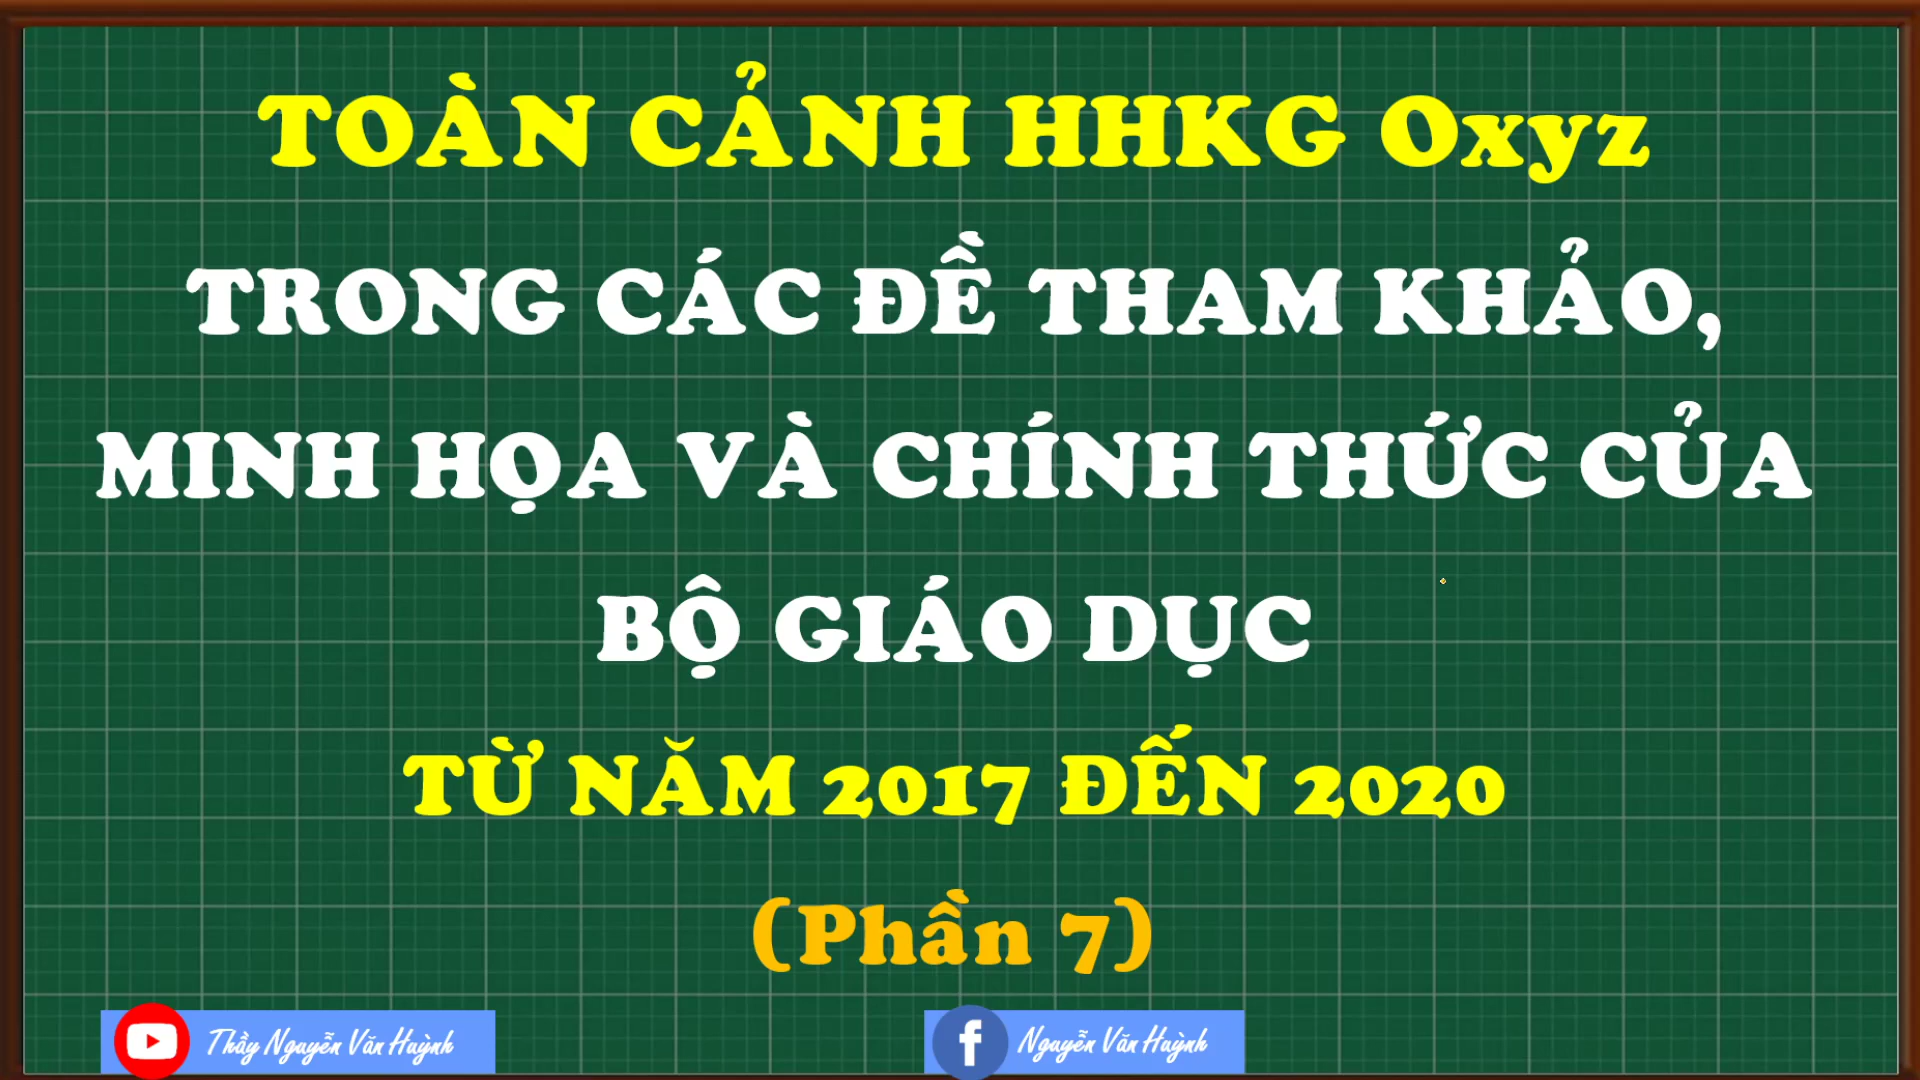 TOÀN CẢNH HHKG Oxyz
TRONG CÁC ĐỀ THAM KHẢO,
MINH HỌA VÀ CHÍNH THỨC CỦA
BỘ GIÁO DỤC
TỪ NĂM 2017 ĐẾN 2020
(Phần 7)
Thầy Nguyễn Văn Huỳnh
Nguyễn Văn Huỳnh